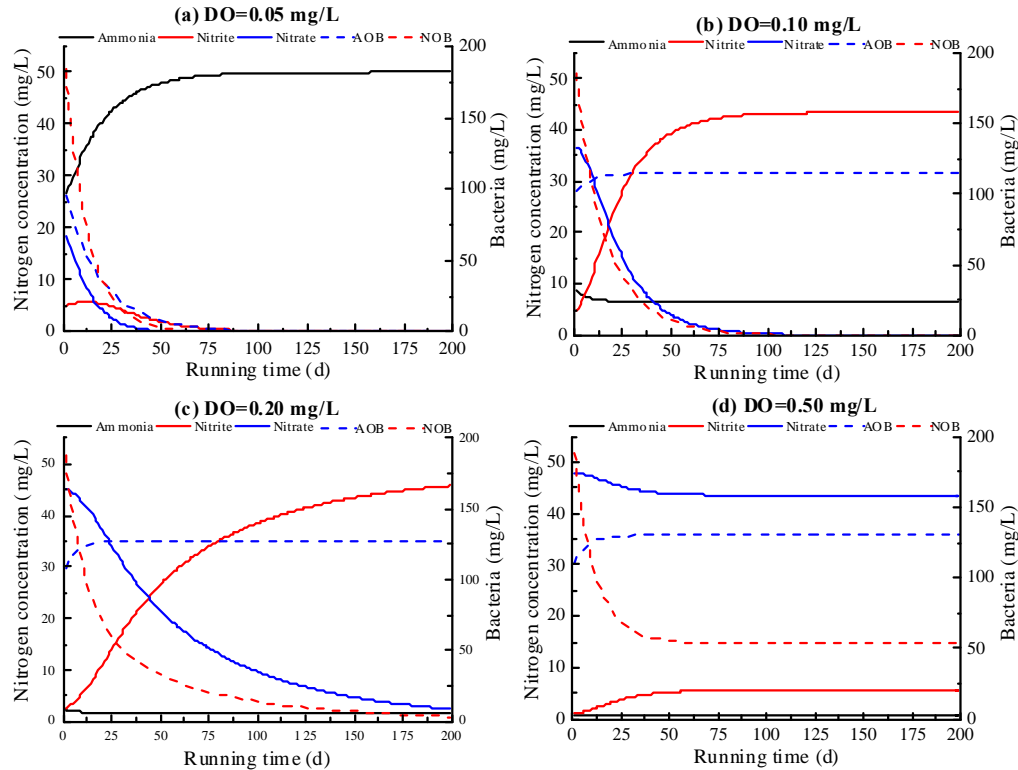 (a) DO=0.05 mg/L
Ammonia Nitrite Nitrate AOB NOB
Nitrogen concentration (mg/L)
50
40
30
20
10
0
200
150
100
50
0
Bacteria (mg/L)
0 25 50 75 100 125 150 175 200
Running time (d)
(b) DO=0.10 mg/L
Ammonia Nitrite Nitrate AOB NOB
Nitrogen concentration (mg/L)
50
40
30
20
10
0
200
150
100
50
0
Bacteria (mg/L)
0 25 50 75 100 125 150 175 200
Running time (d)
(c) DO=0.20 mg/L
Ammonia Nitrite Nitrate AOB NOB
Nitrogen concentration ( mg/L)
50
40
30
20
10
0
200
150
100
50
0
Bacteria (mg/L)
0 25 50 75 100 125 150 175 200
Running time (d)
(d) DO=0.50 mg/L
Ammonia Nitrite Nitrate AOB NOB
Nitrogen concentration (mg/L)
50
40
30
20
10
0
200
150
100
50
0
Bacteria (mg/L)
0 25 50 75 100 125 150 175 200
Running time (d)